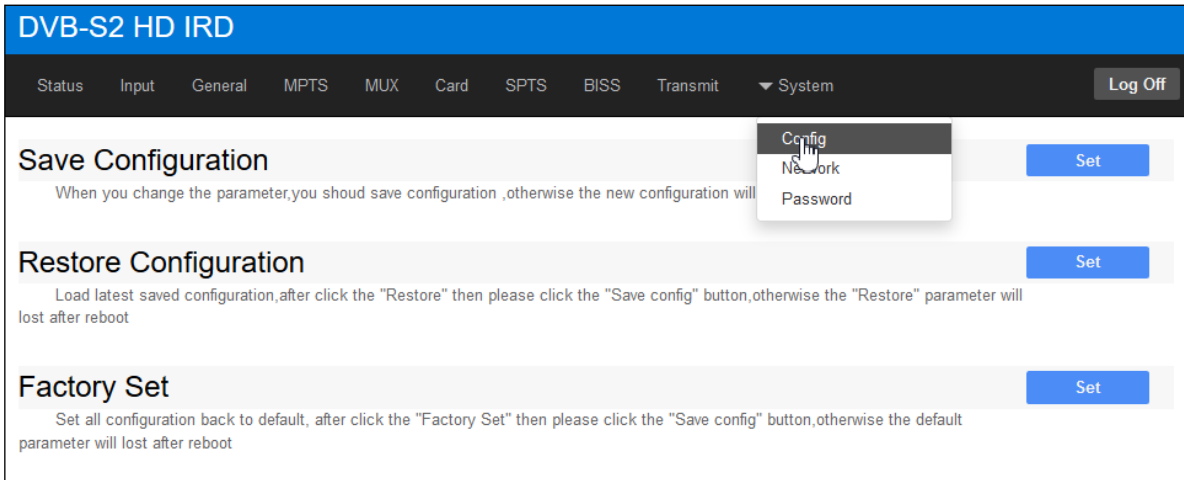 DVB-S2 HD IRD
Status Input General MPTS MUX Card SPTS BISS Transmit System Log Off
Config
Network
Password
Save Configuration Set
When you change the parameter,you shoud save configuration ,otherwise the new configuration will
Restore Configuration Set
Load latest saved configuration,after click the "Restore" then please click the "Save config" button,otherwise the "Restore" parameter will
lost after reboot
Factory Set Set
Set all configuration back to default, after click the "Factory Set" then please click the "Save config" button,otherwise the default
parameter will lost after reboot